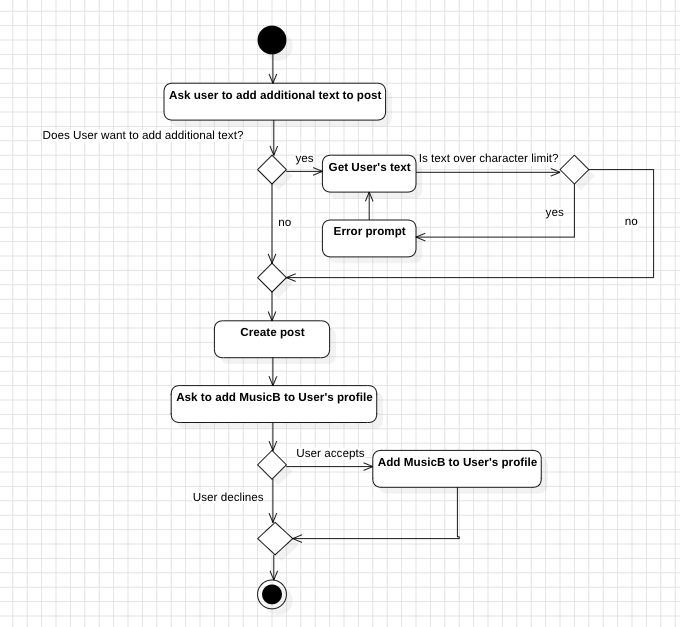 Ask user to add additional text to post
Does User want to add additional text?
yes
Get User's text
Is text over character limit?
yes
no
no
Error prompt
Create post
Ask to add MusicB to User's profile
User accepts
Add MusicB to User's profile
User declines